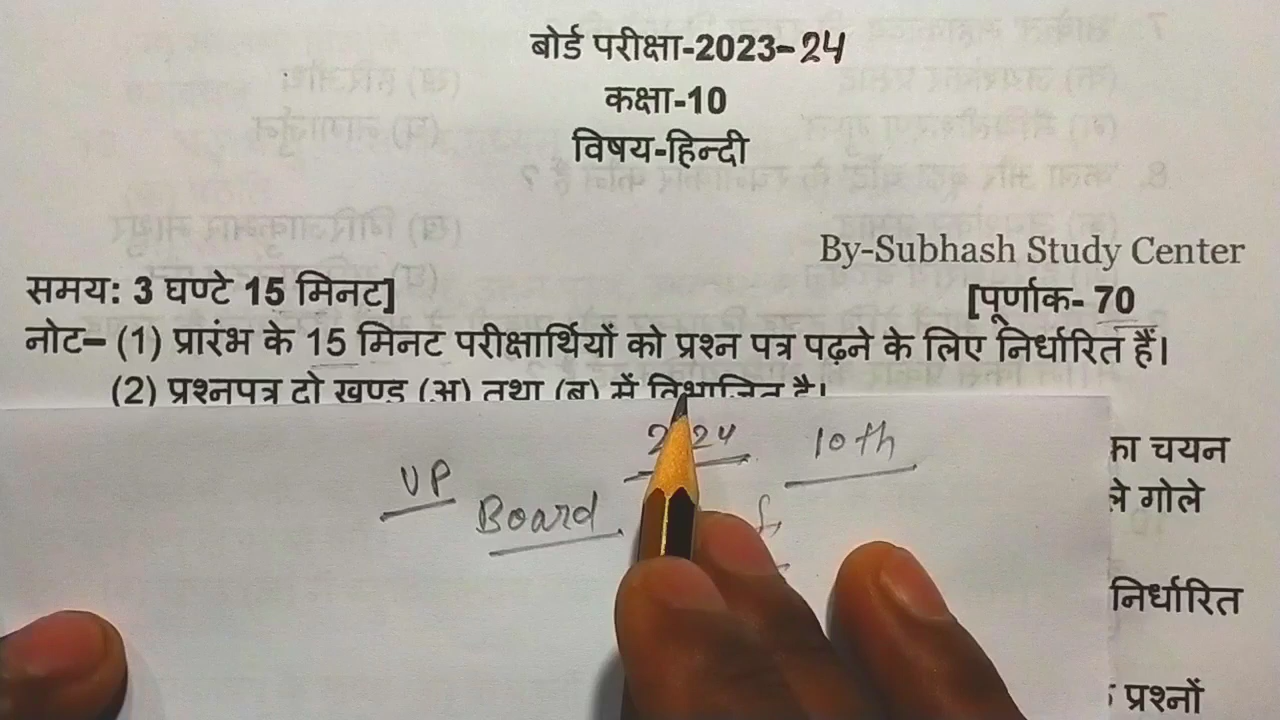 बोर्ड परीक्षा-2023-24
कक्षा-10
विषय-हिन्दी
By-Subhash Study Center
समय: 3 घण्टे 15 मिनट] [पूर्णांक- 70
नोट– (1) प्रारंभ के 15 मिनट परीक्षार्थियों को प्रश्न पत्र पढ़ने के लिए निर्धारित हैं।
(2) प्रश्नपत्र दो खण्ड (अ) तथा (ब) में विभाजित है।
10th
UP Board
का चयन
गोले
निर्धारित
प्रश्नों